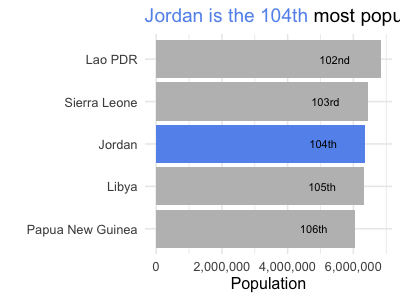 Jordan is the 104th most popu
Lao PDR 102nd
Sierra Leone 103rd
Jordan 104th
Libya 105th
Papua New Guinea 106th
0 2,000,000 4,000,000 6,000,000
Population